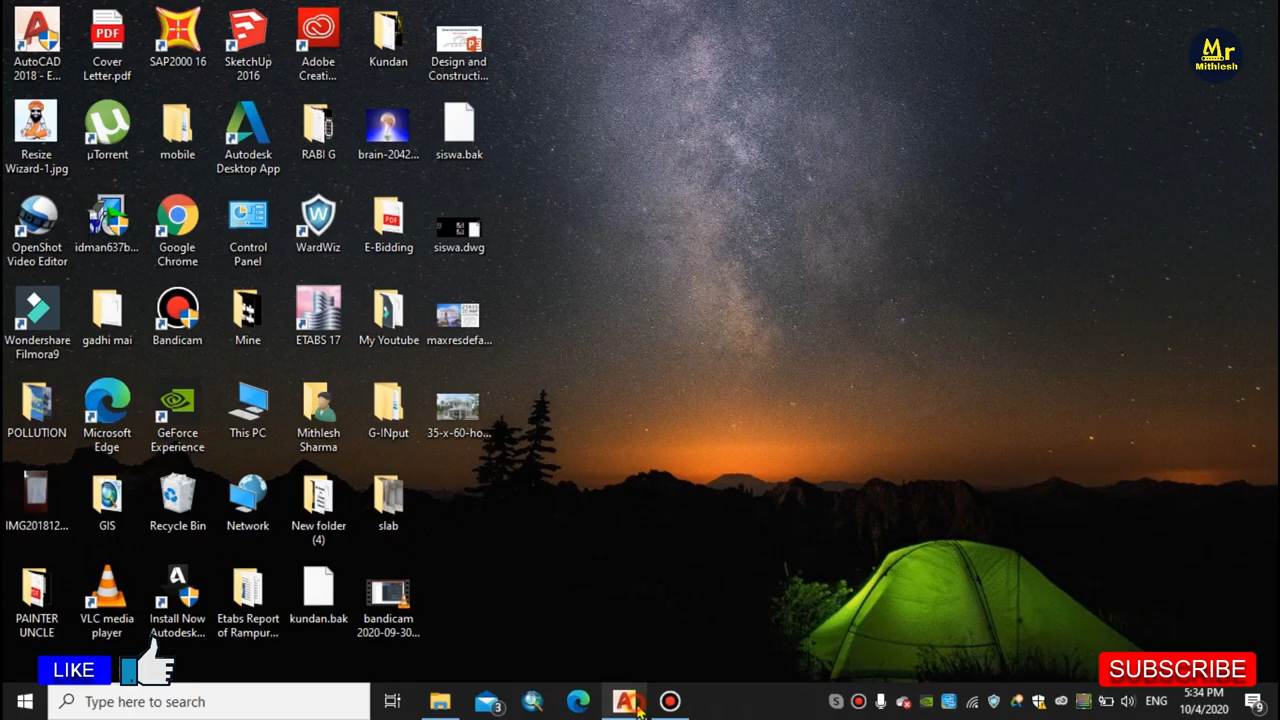 AutoCAD
2018 - E...
PDF
Cover
Letter.pdf
SAP2000 16
SketchUp
2016
Adobe
Creati...
Kundan
Design and
Constructi...
Mr
Mithlesh
Resize
Wizard-1.jpg
µTorrent
mobile
Autodesk
Desktop App
RABI G
brain-2042...
siswa.bak
OpenShot
Video Editor
idman637b...
Google
Chrome
Control
Panel
WardWiz
E-Bidding
siswa.dwg
Wondershare
Filmora9
gadhi mai
Bandicam
Mine
ETABS 17
My Youtube
maxresdefa...
POLLUTION
Microsoft
Edge
GeForce
Experience
This PC
Mithlesh
Sharma
G-INput
35-x-60-ho...
IMG201812...
GIS
Recycle Bin
Network
New folder
(4)
slab
PAINTER
UNCLE
VLC media
player
Install Now
Autodesk...
Etabs Report
of Rampur...
kundan.bak
bandicam
2020-09-30...
LIKE
SUBSCRIBE
Type here to search
3
ENG
5:34 PM
10/4/2020
9